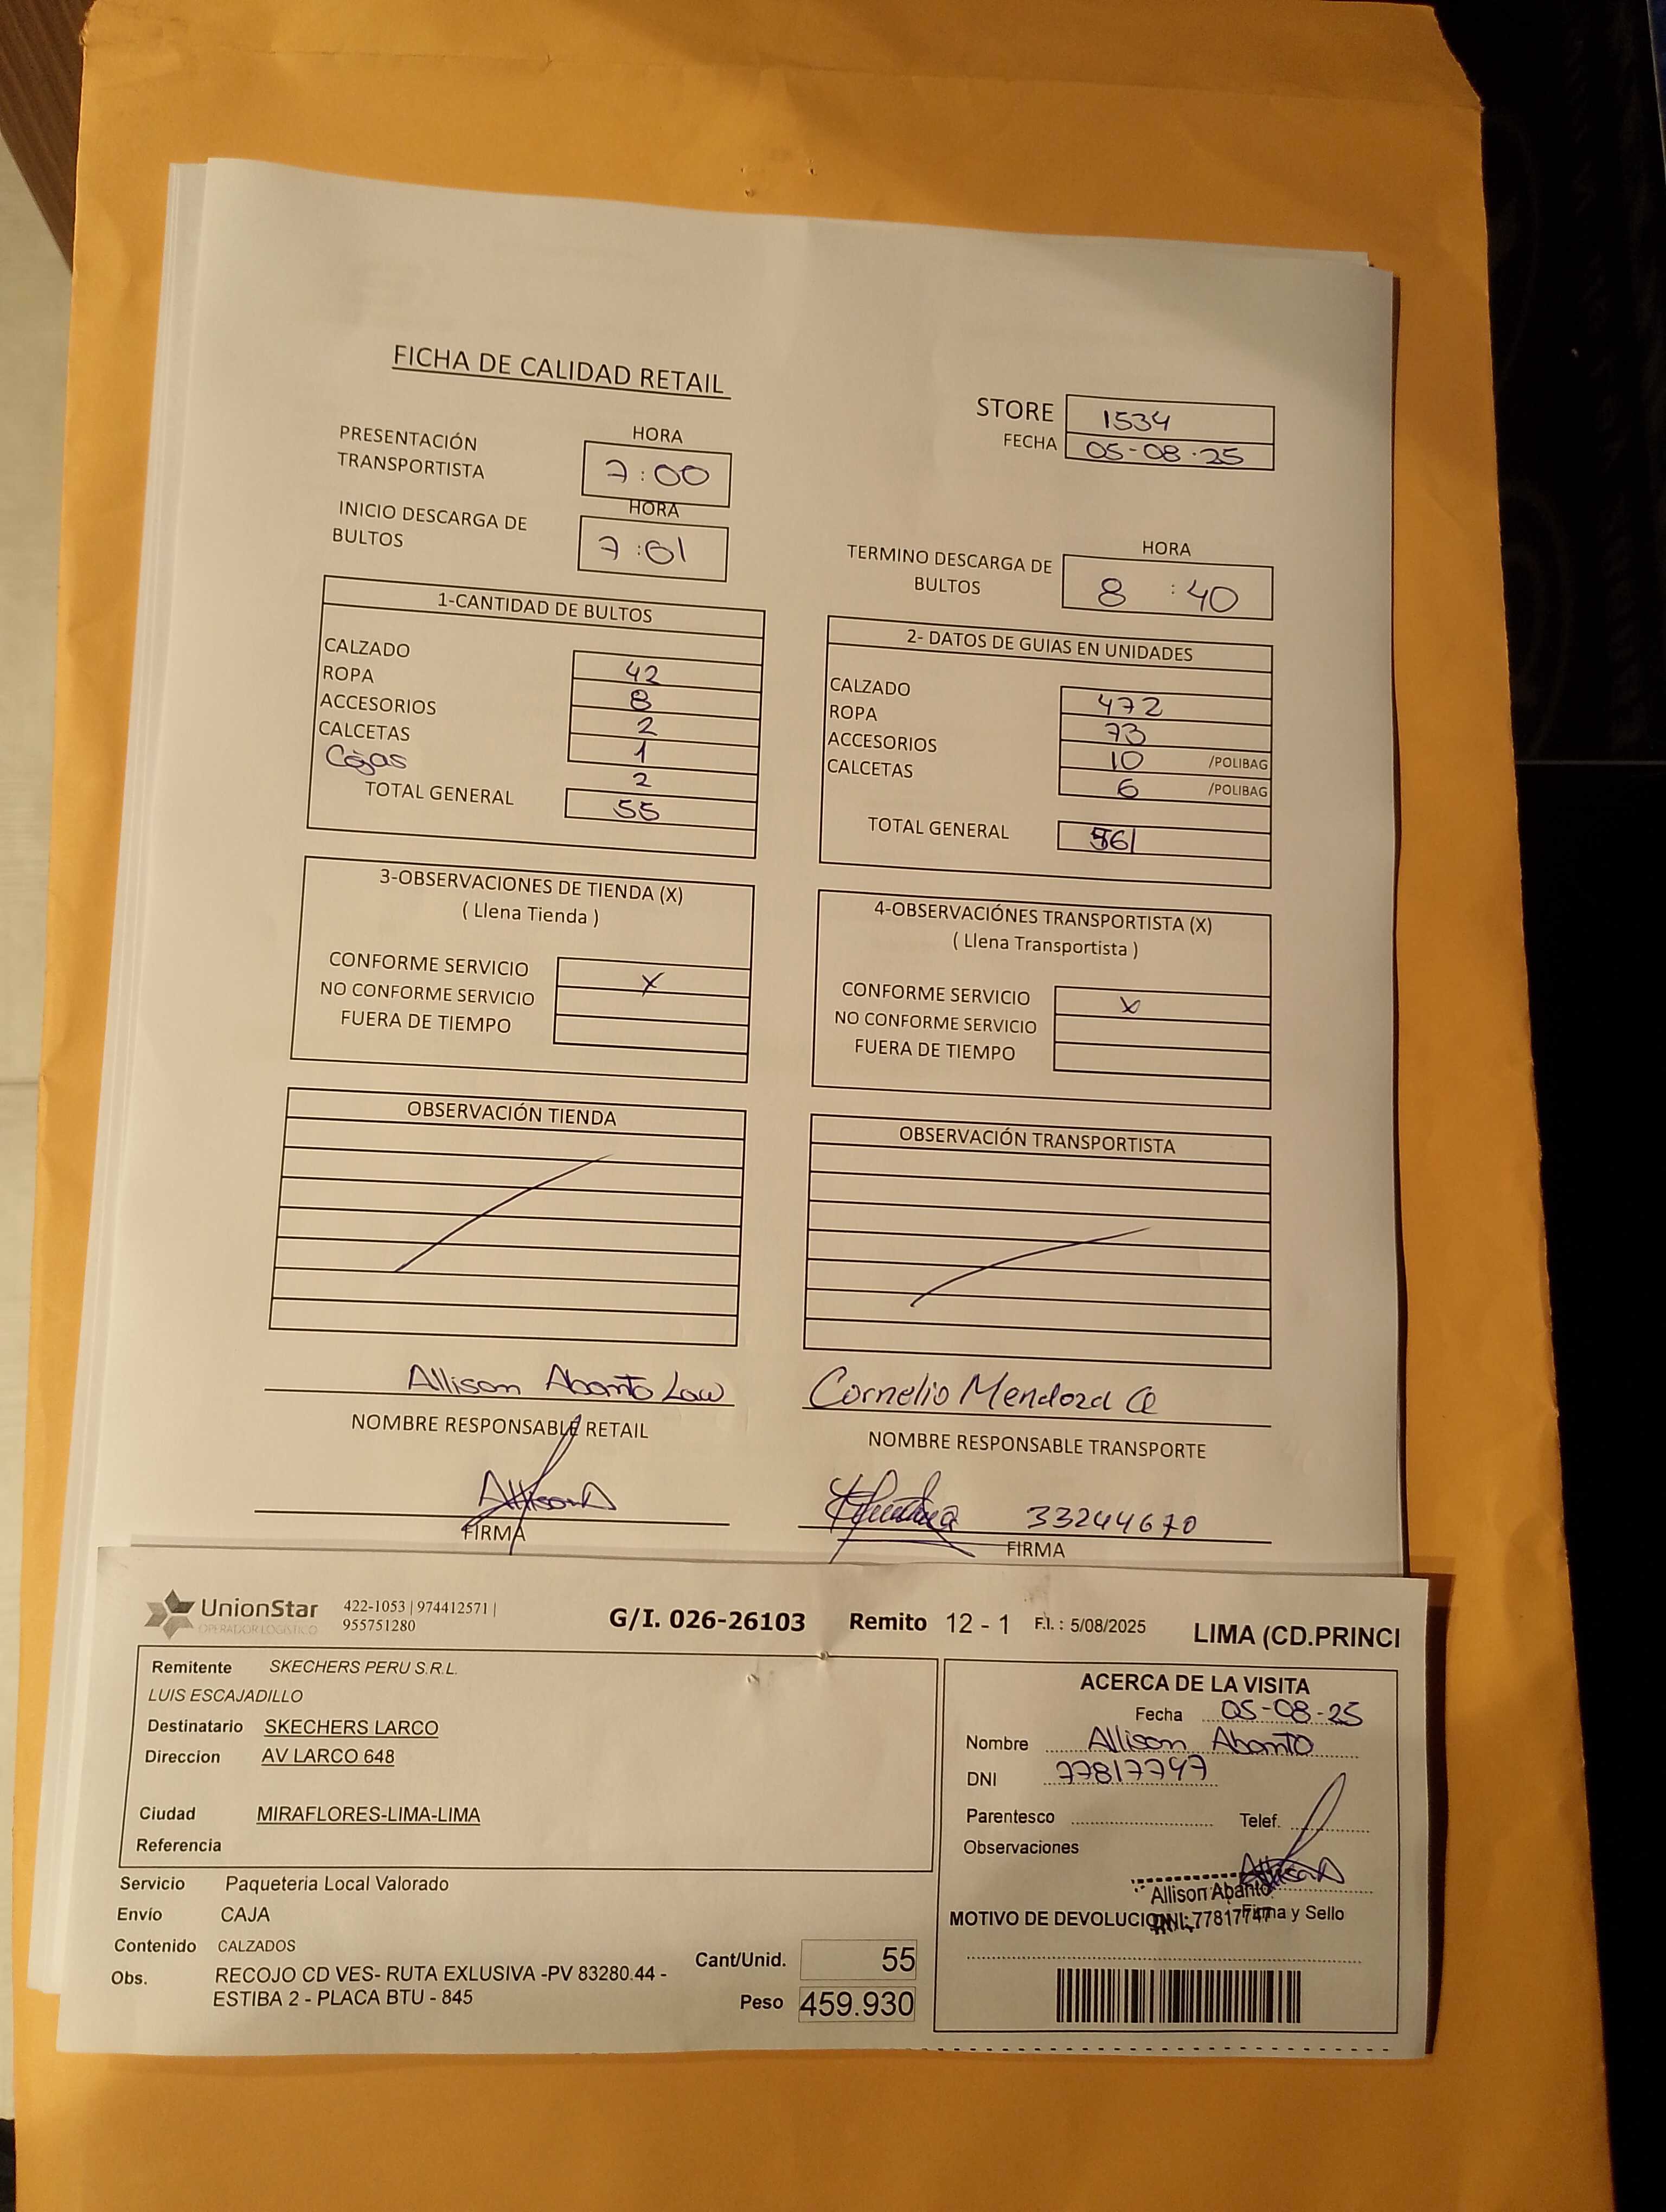 FICHA DE CALIDAD RETAIL
STORE 1534
FECHA 05-08-25
PRESENTACIÓN TRANSPORTISTA
HORA
7:00
INICIO DESCARGA DE BULTOS
HORA
7:01
TERMINO DESCARGA DE BULTOS
HORA
8 :40
1-CANTIDAD DE BULTOS
CALZADO 42
ROPA 8
ACCESORIOS 2
CALCETAS 1
Cajas 2
TOTAL GENERAL 55
2- DATOS DE GUIAS EN UNIDADES
CALZADO 472
ROPA 73
ACCESORIOS 10 /POLIBAG
CALCETAS 6 /POLIBAG
TOTAL GENERAL 561
3-OBSERVACIONES DE TIENDA (X)
( Llena Tienda )
CONFORME SERVICIO X
NO CONFORME SERVICIO
FUERA DE TIEMPO
4-OBSERVACIÓNES TRANSPORTISTA (X)
( Llena Transportista )
CONFORME SERVICIO X
NO CONFORME SERVICIO
FUERA DE TIEMPO
OBSERVACIÓN TIENDA
OBSERVACIÓN TRANSPORTISTA
Allison Abanto Law
NOMBRE RESPONSABLE RETAIL
FIRMA
Cornelio Mendoza
NOMBRE RESPONSABLE TRANSPORTE
33244670
FIRMA
UnionStar
OPERADOR LOGÍSTICO
422-1053 | 974412571 |
955751280
G/I. 026-26103 Remito 12 - 1 F.I. : 5/08/2025 LIMA (CD.PRINCI
Remitente SKECHERS PERU S.R.L.
LUIS ESCAJADILLO
Destinatario SKECHERS LARCO
Direccion AV LARCO 648
Ciudad MIRAFLORES-LIMA-LIMA
Referencia
Servicio Paqueteria Local Valorado
Envío CAJA
Contenido CALZADOS
Obs. RECOJO CD VES- RUTA EXLUSIVA -PV 83280.44 -
ESTIBA 2 - PLACA BTU - 845
Cant/Unid. 55
Peso 459.930
ACERCA DE LA VISITA
Fecha 05-08-25
Nombre Allison Abanto
DNI 77817747
Parentesco Telef.
Observaciones
Allison Abanto
DNI: 77817747
Firma y Sello
MOTIVO DE DEVOLUCION